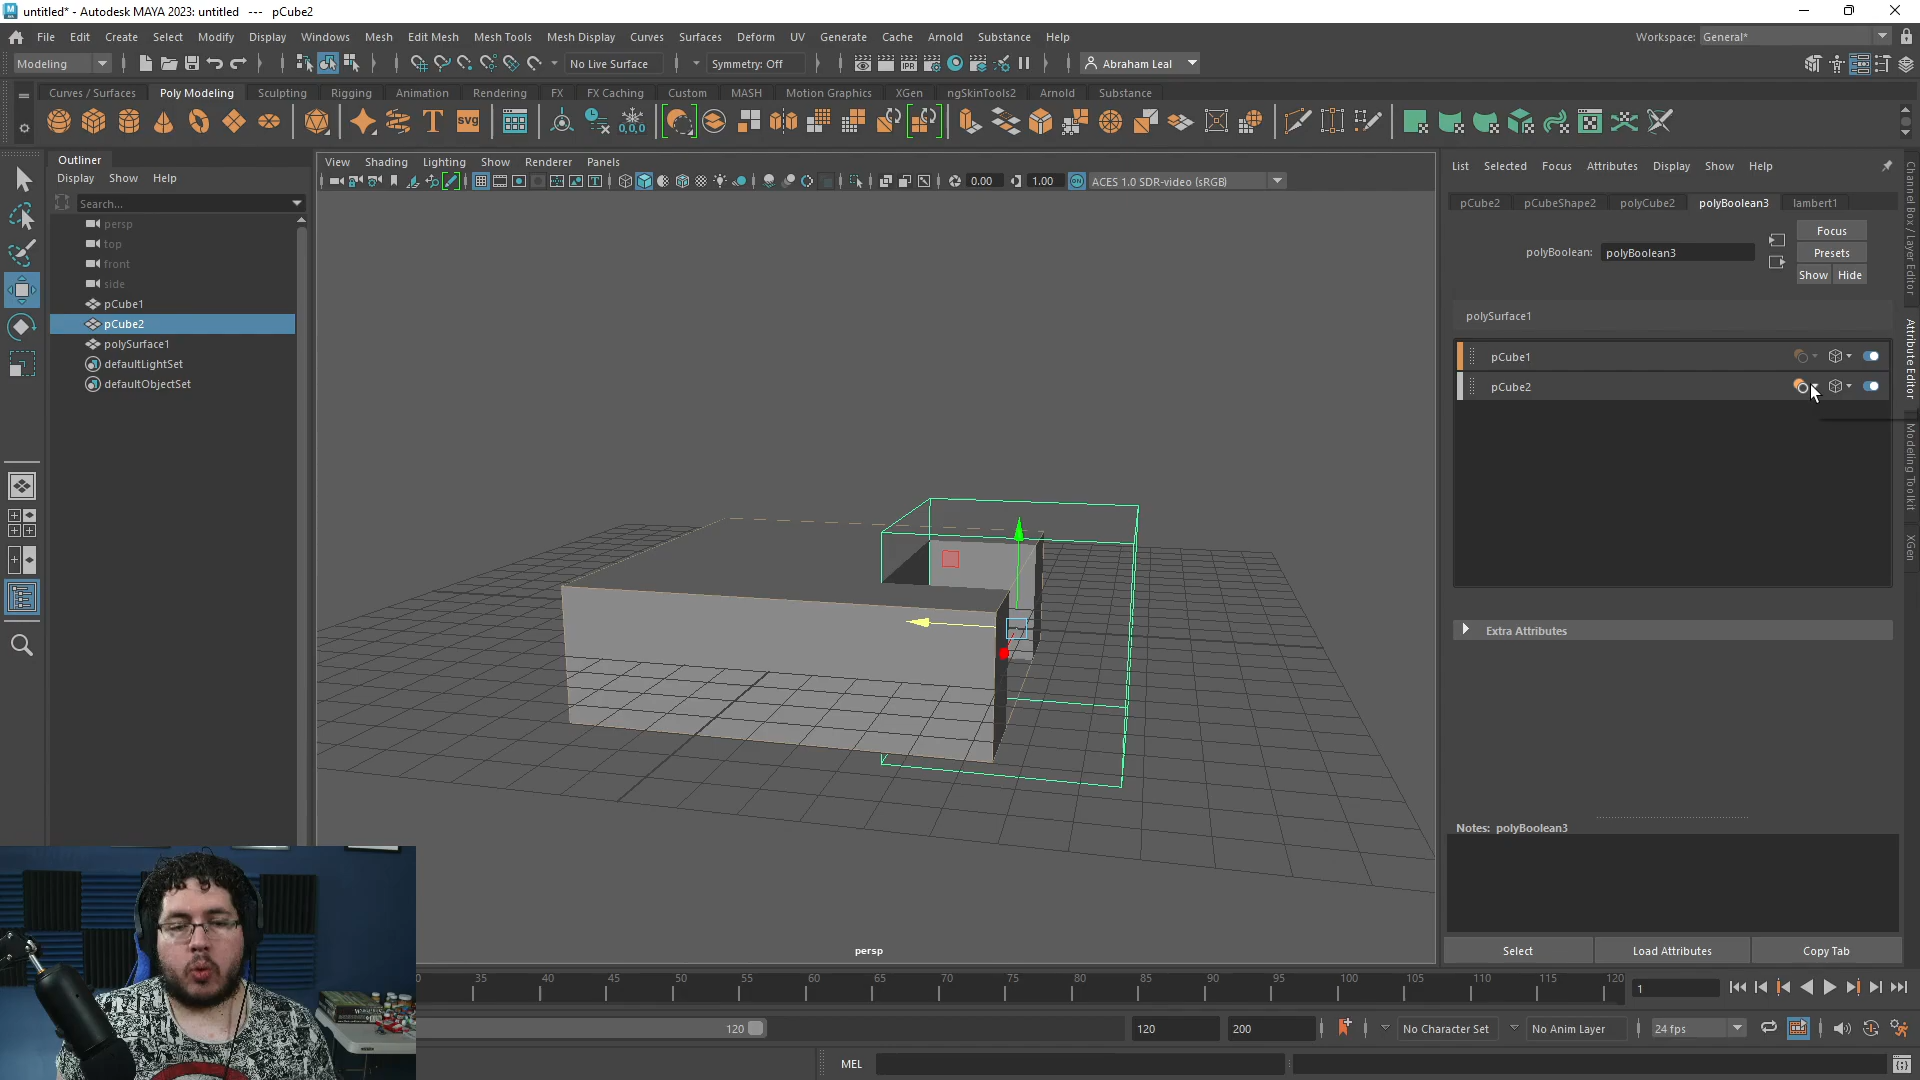 untitled* - Autodesk MAYA 2023: untitled --- pCube2
File Edit Create Select Modify Display Windows Mesh Edit Mesh Mesh Tools Mesh Display Curves Surfaces Deform UV Generate Cache Arnold Substance Help
Workspace: General*
Modeling No Live Surface Symmetry: Off IPR Abraham Leal
Curves / Surfaces Poly Modeling Sculpting Rigging Animation Rendering FX FX Caching Custom MASH Motion Graphics XGen ngSkinTools2 Arnold Substance
SVG 0,0,0
Outliner
Display Show Help
Search...
persp
top
front
side
pCube1
pCube2
polySurface1
defaultLightSet
defaultObjectSet
View Shading Lighting Show Renderer Panels
0.00 1.00 ON ACES 1.0 SDR-video (sRGB)
persp
List Selected Focus Attributes Display Show Help
pCube2 pCubeShape2 polyCube2 polyBoolean3 lambert1
polyBoolean: polyBoolean3
Focus
Presets
Show Hide
polySurface1
pCube1
pCube2
Extra Attributes
Notes: polyBoolean3
Select Load Attributes Copy Tab
Channel Box / Layer Editor
Attribute Editor
Modeling Toolkit
XGen
35 40 45 50 55 60 65 70 75 80 85 90 95 100 105 110 115 120
1
120 120 200 No Character Set No Anim Layer 24 fps
MEL